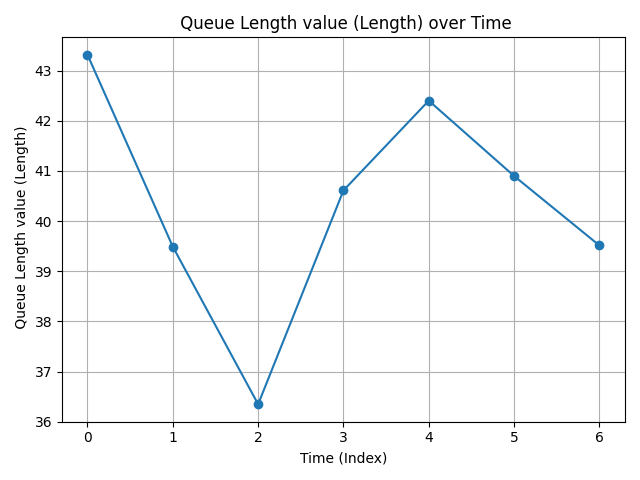 Queue Length value (Length) over Time
Queue Length value (Length)
43
42
41
40
39
38
37
36
0 1 2 3 4 5 6
Time (Index)